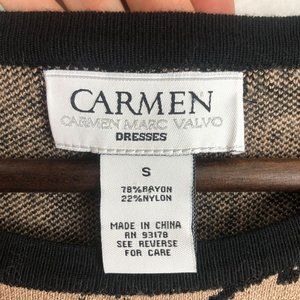 CARMEN
CARMEN MARC VALVO
DRESSES
S
78%RAYON
22%NYLON
MADE IN CHINA
RN 93178
SEE REVERSE
FOR CARE